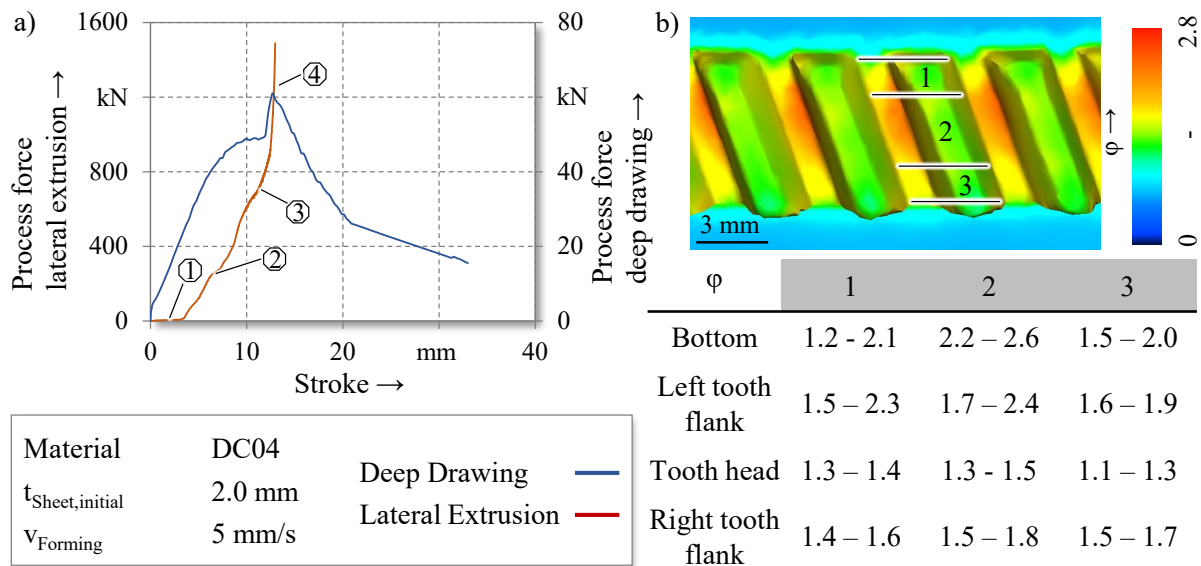 a)
1600
kN
800
400
0
Process force
lateral extrusion →
80
kN
40
20
0
Process force
deep drawing →
① ② ③ ④
0 10 20 mm 40
Stroke →
Material DC04
t_Sheet,initial 2.0 mm
v_Forming 5 mm/s
Deep Drawing
Lateral Extrusion
b)
1
2
3
3 mm
φ →
2.8
-
0
φ 1 2 3
Bottom 1.2 - 2.1 2.2 – 2.6 1.5 – 2.0
Left tooth
flank 1.5 – 2.3 1.7 – 2.4 1.6 – 1.9
Tooth head 1.3 – 1.4 1.3 - 1.5 1.1 – 1.3
Right tooth
flank 1.4 – 1.6 1.5 – 1.8 1.5 – 1.7